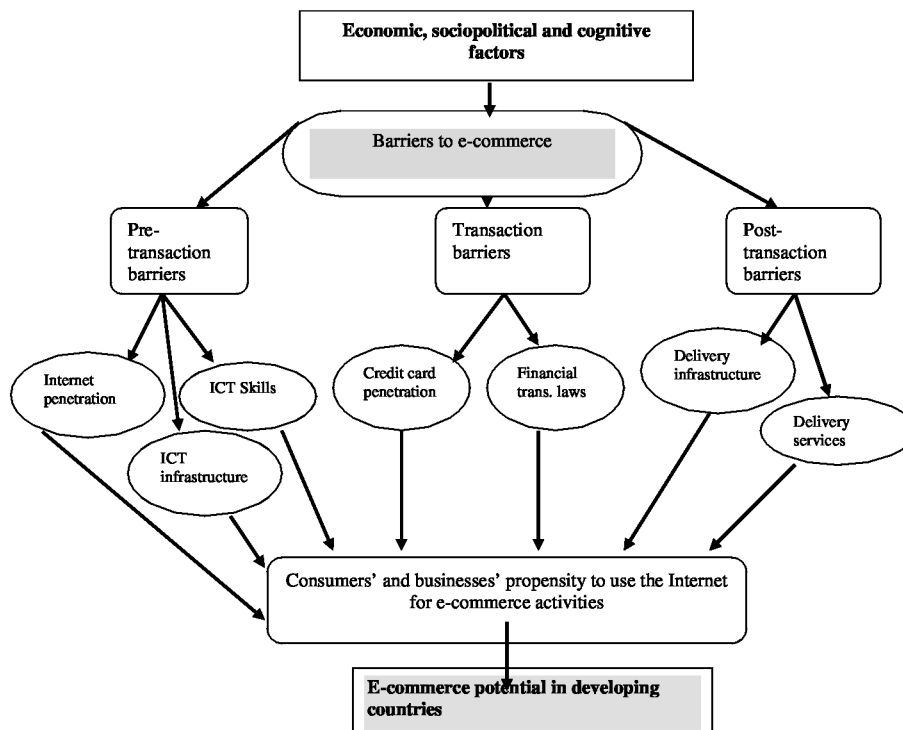 Economic, sociopolitical and cognitive
factors
Barriers to e-commerce
Pre-
transaction
barriers
Transaction
barriers
Post-
transaction
barriers
Internet
penetration
ICT Skills
ICT
infrastructure
Credit card
penetration
Financial
trans. laws
Delivery
infrastructure
Delivery
services
Consumers’ and businesses’ propensity to use the Internet
for e-commerce activities
E-commerce potential in developing
countries